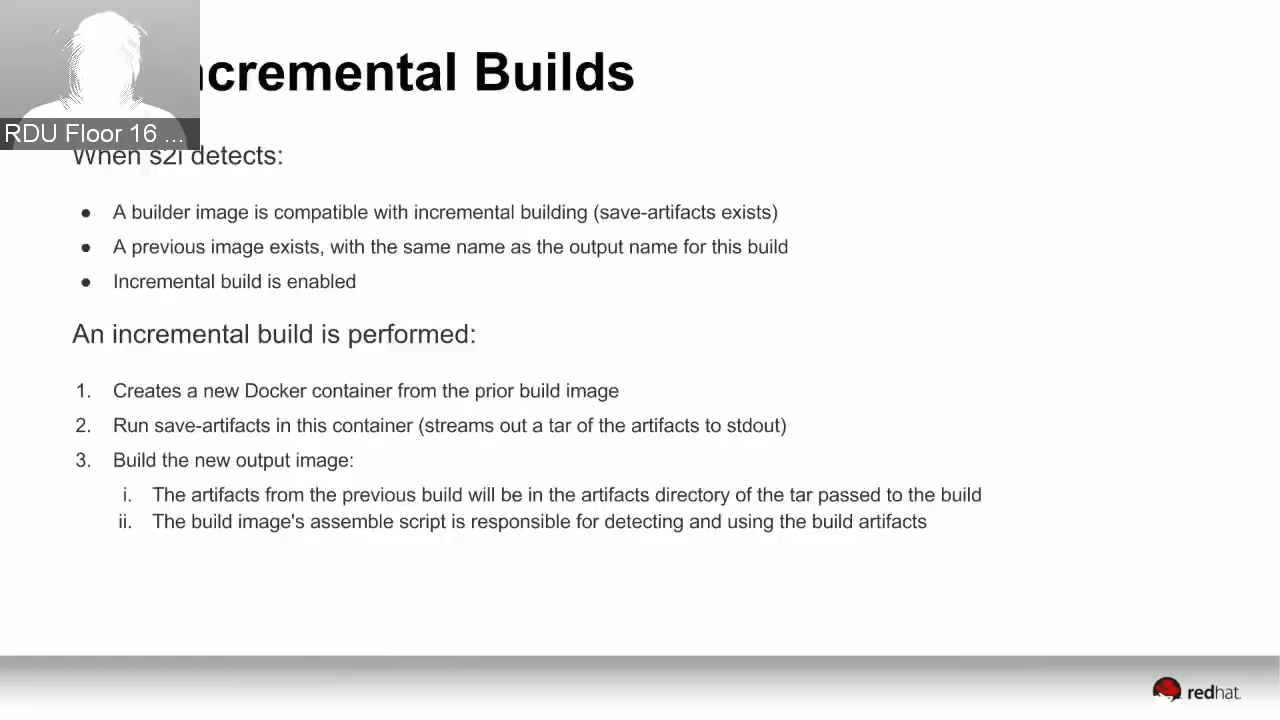 ncremental Builds
RDU Floor 16 ...
When s2i detects:
● A builder image is compatible with incremental building (save-artifacts exists)
● A previous image exists, with the same name as the output name for this build
● Incremental build is enabled
An incremental build is performed:
1. Creates a new Docker container from the prior build image
2. Run save-artifacts in this container (streams out a tar of the artifacts to stdout)
3. Build the new output image:
i. The artifacts from the previous build will be in the artifacts directory of the tar passed to the build
ii. The build image's assemble script is responsible for detecting and using the build artifacts
redhat.